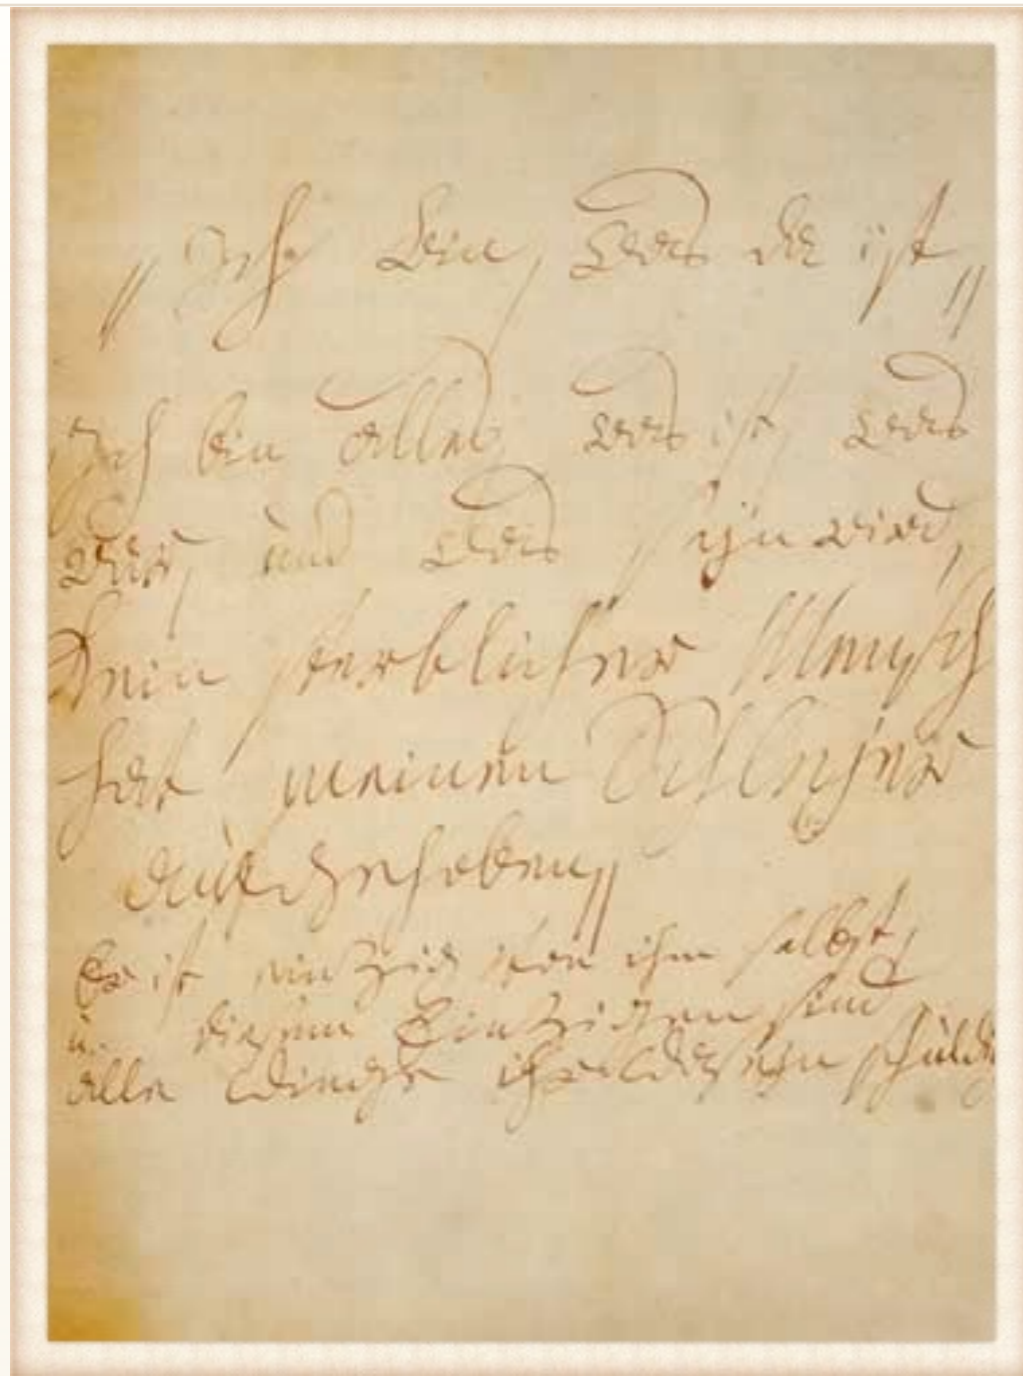 „ Ich bin, was da ist „
Ich bin alles, was ist, was
war, und was seyn wird,
kein sterblicher Mensch
hat meinen Schleyer
aufgehoben „
Er ist einzig von ihm selbst,
u. diesem Einzigen sind
alle Dinge ihr Daseyn schuldig